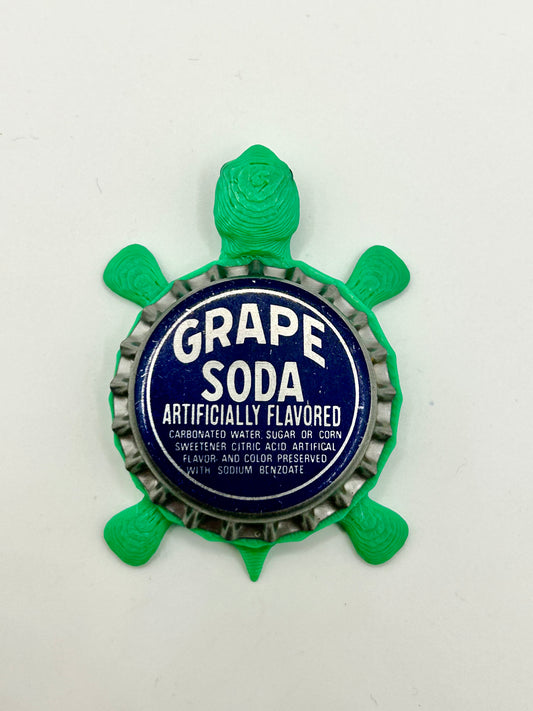 GRAPE
SODA
ARTIFICIALLY FLAVORED
CARBONATED WATER, SUGAR OR CORN
SWEETENER CITRIC ACID ARTIFICAL
FLAVOR AND COLOR PRESERVED
WITH SODIUM BENZOATE